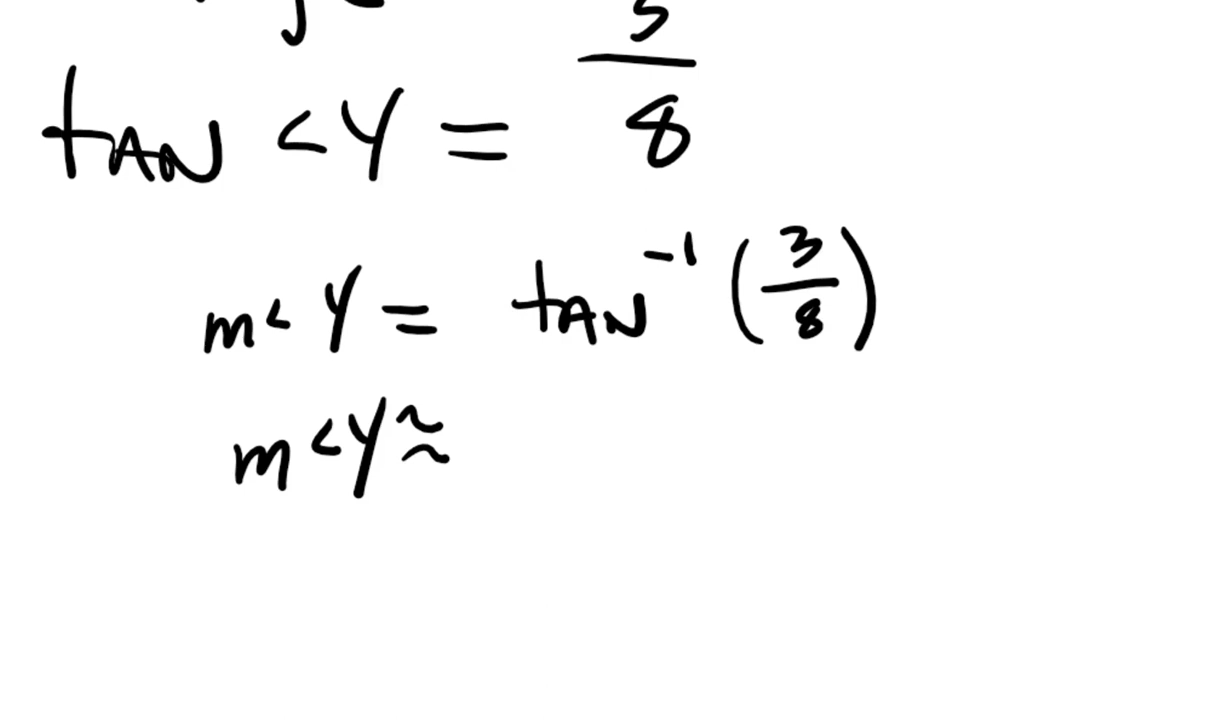 tan <Y = 3/8
m< Y = tan⁻¹ (3/8)
m <Y ≈